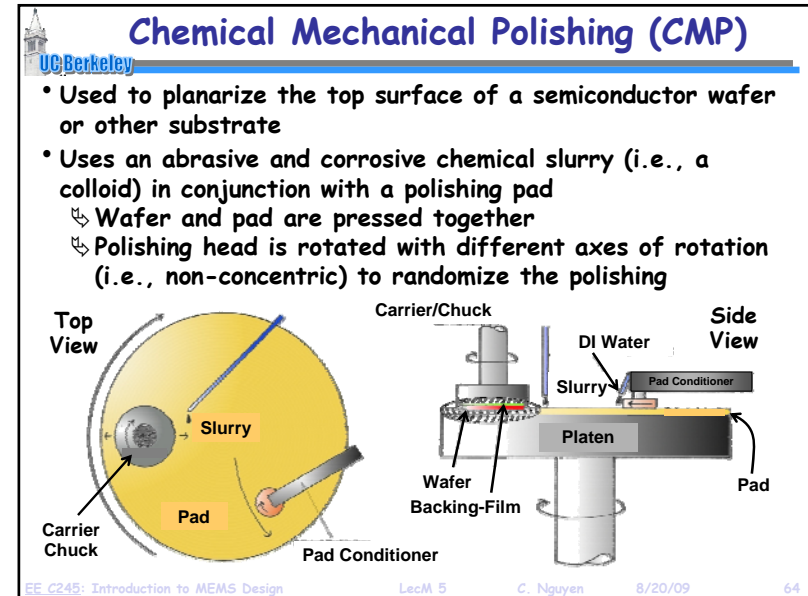 Chemical Mechanical Polishing (CMP)
UC Berkeley
• Used to planarize the top surface of a semiconductor wafer
or other substrate
• Uses an abrasive and corrosive chemical slurry (i.e., a
colloid) in conjunction with a polishing pad
↳ Wafer and pad are pressed together
↳ Polishing head is rotated with different axes of rotation
(i.e., non-concentric) to randomize the polishing
Top
View
Slurry
Pad
Carrier
Chuck
Pad Conditioner
Carrier/Chuck
Side
View
DI Water
Slurry
Pad Conditioner
Platen
Wafer
Backing-Film
Pad
EE C245: Introduction to MEMS Design LecM 5 C. Nguyen 8/20/09 64